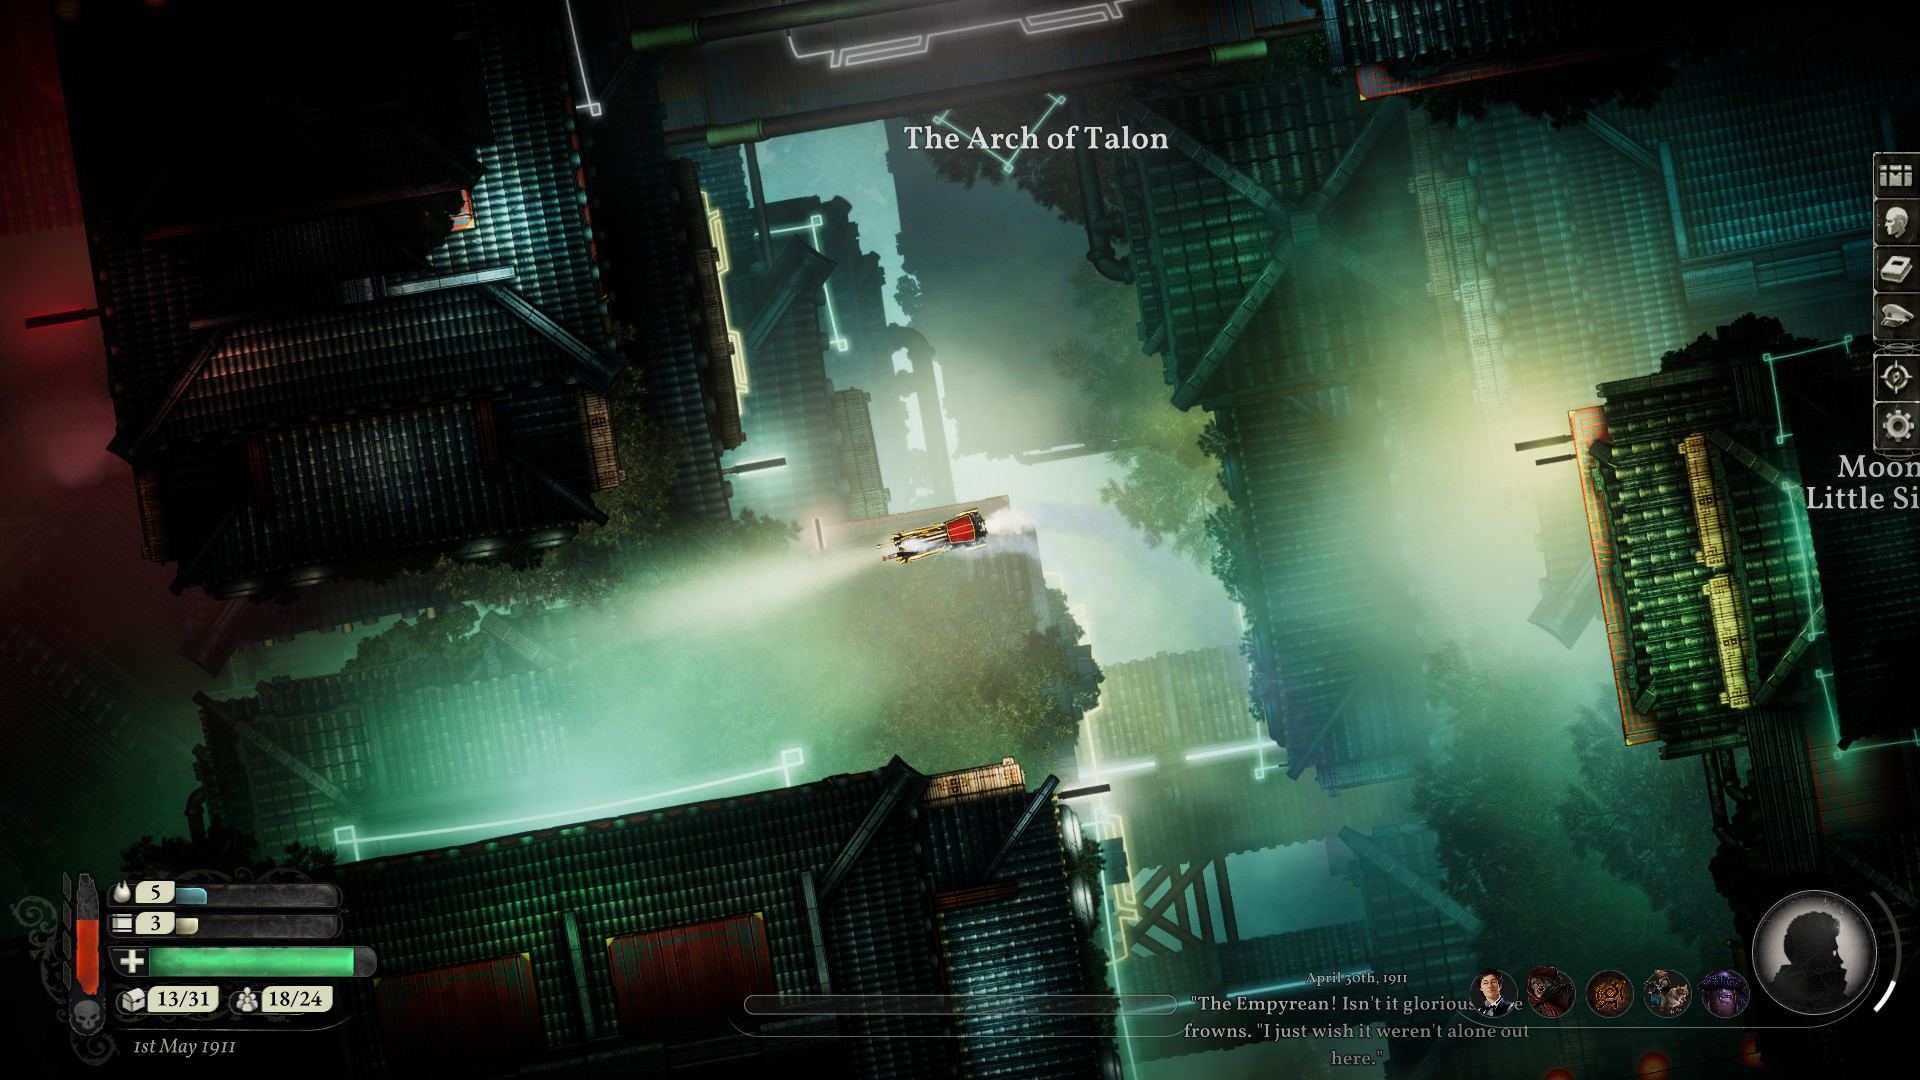 The Arch of Talon
Moon
Little Si
5
3
13/31
18/24
1st May 1911
April 30th, 1911
"The Empyrean! Isn't it glorious
frowns. "I just wish it weren't alone out
here."